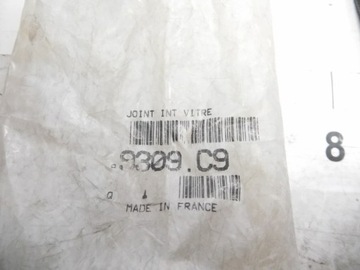 JOINT INT VITRE
9309.C9
MADE IN FRANCE
8